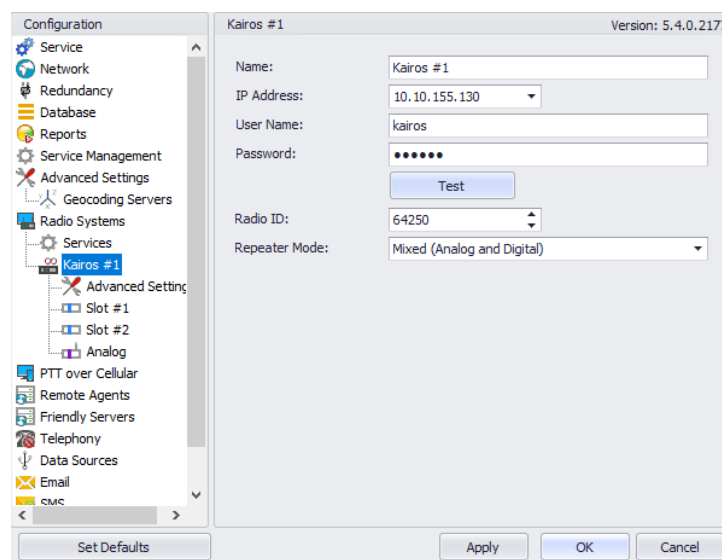 Configuration
Service
Network
Redundancy
Database
Reports
Service Management
Advanced Settings
Geocoding Servers
Radio Systems
Services
Kairos #1
Advanced Setting
Slot #1
Slot #2
Analog
PTT over Cellular
Remote Agents
Friendly Servers
Telephony
Data Sources
Email
SMS
Set Defaults
Kairos #1 Version: 5.4.0.217
Name: Kairos #1
IP Address: 10.10.155.130
User Name: kairos
Password: ●●●●●●
Test
Radio ID: 64250
Repeater Mode: Mixed (Analog and Digital)
Apply OK Cancel